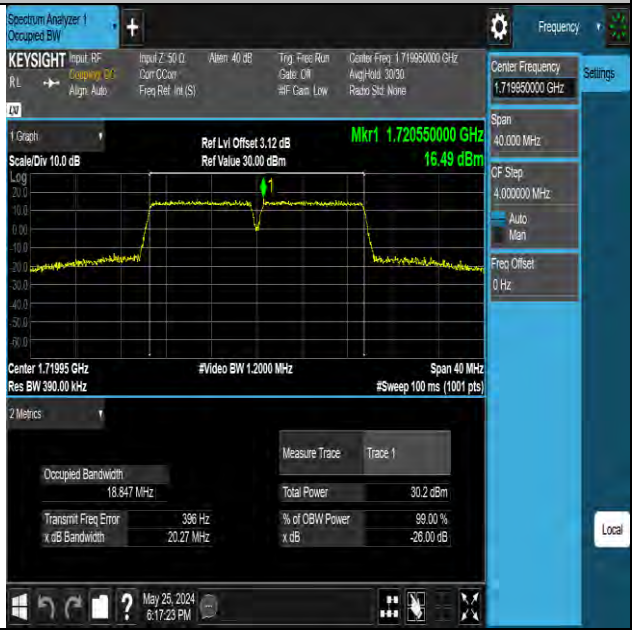 Spectrum Analyzer 1
Occupied BW
+
Frequency
KEYSIGHT Input: RF
Input Z: 50 Ω
Atten: 40 dB
Trig: Free Run
Center Freq: 1.719950000 GHz
RL
Coupling: DC
Corr CCorr
Gate: Off
Avg|Hold: 30/30
Align: Auto
Freq Ref: Int (S)
#IF Gain: Low
Radio Std: None
LXI
Center Frequency
1.719950000 GHz
Settings
Span
40.000 MHz
CF Step
4.000000 MHz
Auto
Man
Freq Offset
0 Hz
Local
1 Graph
Ref Lvl Offset 3.12 dB
Mkr1 1.720550000 GHz
Scale/Div 10.0 dB
Ref Value 30.00 dBm
16.49 dBm
Log
20.0
10.0
0.00
-10.0
-20.0
-30.0
-40.0
-50.0
-60.0
1
Center 1.71995 GHz
#Video BW 1.2000 MHz
Span 40 MHz
Res BW 390.00 kHz
#Sweep 100 ms (1001 pts)
2 Metrics
Measure Trace
Trace 1
Occupied Bandwidth
18.847 MHz
Total Power
30.2 dBm
Transmit Freq Error
396 Hz
% of OBW Power
99.00 %
x dB Bandwidth
20.27 MHz
x dB
-26.00 dB
?
May 25, 2024
6:17:23 PM